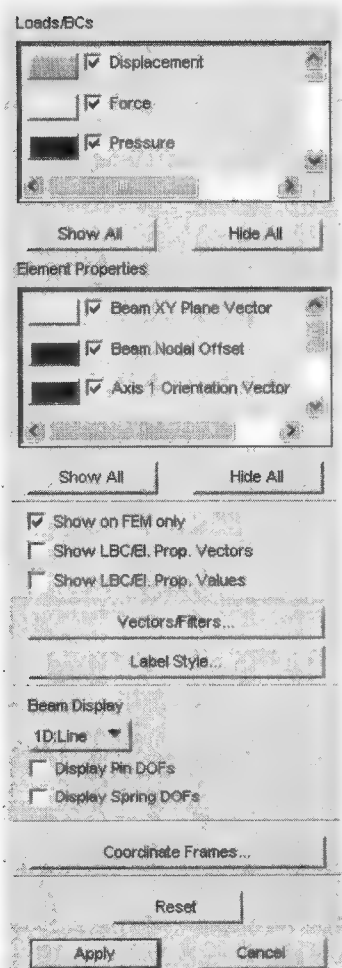 Loads/BCs
Displacement
Force
Pressure
Show All Hide All
Element Properties
Beam XY Plane Vector
Beam Nodal Offset
Axis 1 Orientation Vector
Show All Hide All
Show on FEM only
Show LBC/El. Prop. Vectors
Show LBC/El. Prop. Values
Vectors/Filters...
Label Style...
Beam Display
1D:Line
Display Pin DOFs
Display Spring DOFs
Coordinate Frames...
Reset
Apply Cancel